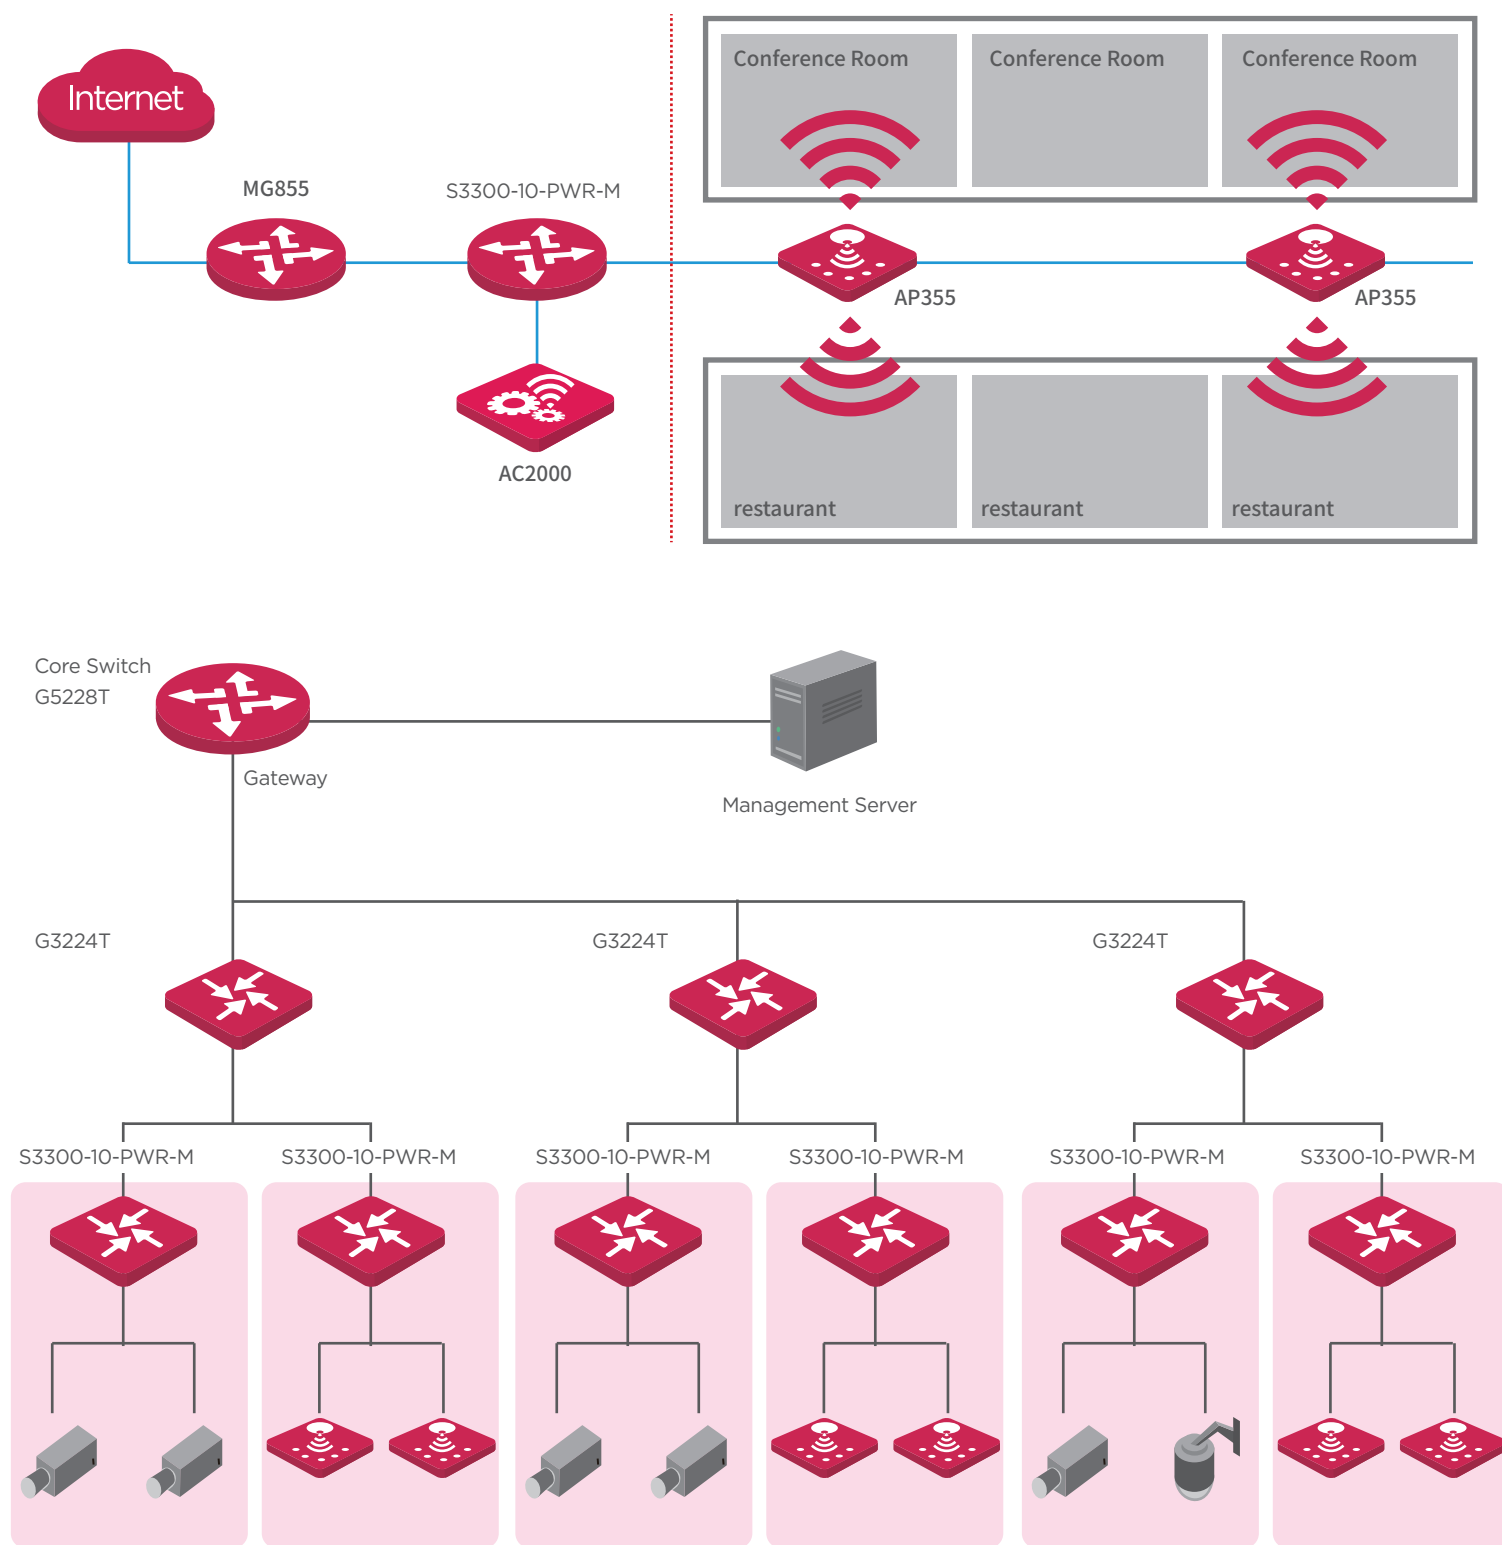 Internet
Conference Room
Conference Room
Conference Room
MG855
S3300-10-PWR-M
AP355
AP355
AC2000
restaurant
restaurant
restaurant
Core Switch
G5228T
Gateway
Management Server
G3224T
G3224T
G3224T
S3300-10-PWR-M
S3300-10-PWR-M
S3300-10-PWR-M
S3300-10-PWR-M
S3300-10-PWR-M
S3300-10-PWR-M